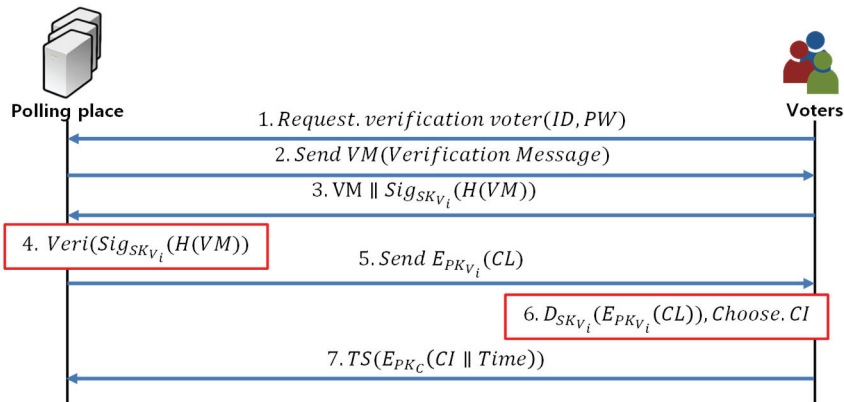 Polling place
Voters
1. Request. verification voter(ID, PW)
2. Send VM(Verification Message)
3. VM ∥ Sig_{SK_{V_i}}(H(VM))
4. Veri(Sig_{SK_{V_i}}(H(VM))
5. Send E_{PK_{V_i}}(CL)
6. D_{SK_{V_i}}(E_{PK_{V_i}}(CL)), Choose. CI
7. TS(E_{PK_C}(CI ∥ Time))